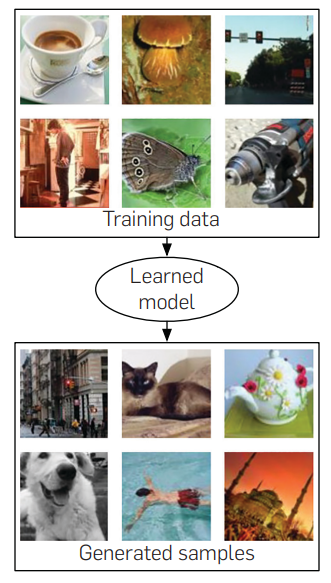 Training data
Learned
model
Generated samples